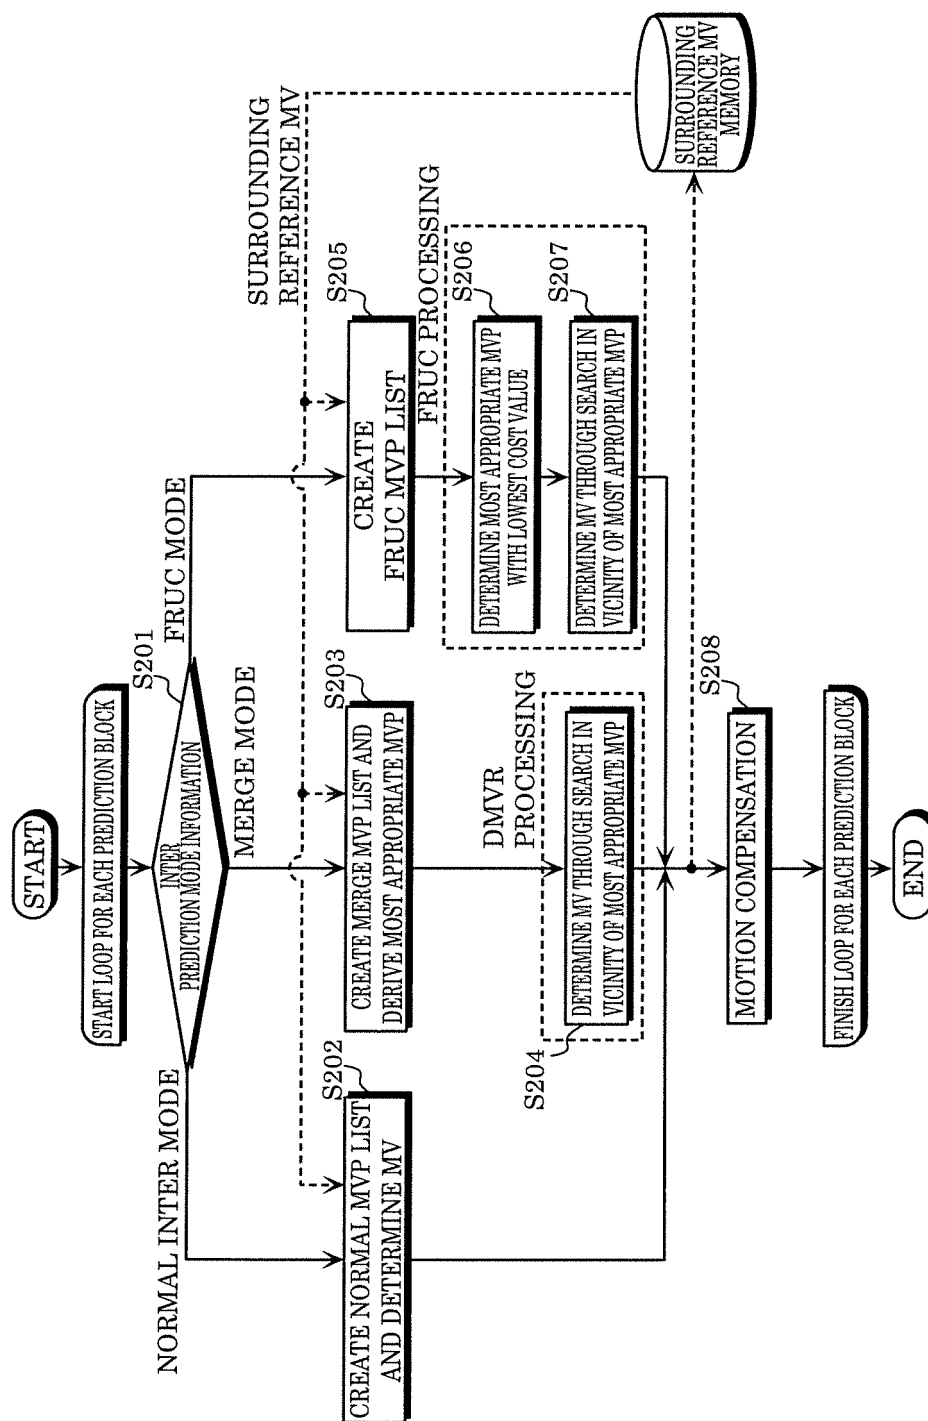 START
START LOOP FOR EACH PREDICTION BLOCK
S201
INTER
PREDICTION MODE INFORMATION
NORMAL INTER MODE
MERGE MODE
FRUC MODE
SURROUNDING
REFERENCE MV
S202
CREATE NORMAL MVP LIST
AND DETERMINE MV
S203
CREATE MERGE MVP LIST AND
DERIVE MOST APPROPRIATE MVP
S205
CREATE
FRUC MVP LIST
DMVR
PROCESSING
S204
DETERMINE MV THROUGH SEARCH IN
VICINITY OF MOST APPROPRIATE MVP
FRUC PROCESSING
S206
DETERMINE MOST APPROPRIATE MVP
WITH LOWEST COST VALUE
S207
DETERMINE MV THROUGH SEARCH IN
VICINITY OF MOST APPROPRIATE MVP
SURROUNDING
REFERENCE MV
MEMORY
S208
MOTION COMPENSATION
FINISH LOOP FOR EACH PREDICTION BLOCK
END